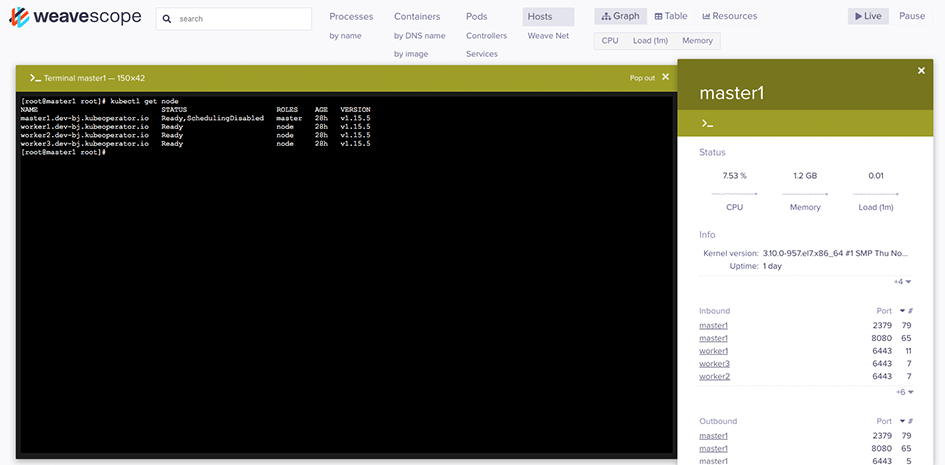 weavescope
search
Processes
by name
Containers
by DNS name
by image
Pods
Controllers
Services
Hosts
Weave Net
Graph
Table
Resources
CPU
Load (1m)
Memory
Live
Pause
>_ Terminal master1 — 150×42
Pop out ×
[root@master1 root]# kubectl get node
NAME STATUS ROLES AGE VERSION
master1.dev-bj.kubeoperator.io Ready,SchedulingDisabled master 28h v1.15.5
worker1.dev-bj.kubeoperator.io Ready node 28h v1.15.5
worker2.dev-bj.kubeoperator.io Ready node 28h v1.15.5
worker3.dev-bj.kubeoperator.io Ready node 28h v1.15.5
[root@master1 root]#
×
master1
>_
Status
7.53 % 1.2 GB 0.01
CPU Memory Load (1m)
Info
Kernel version: 3.10.0-957.el7.x86_64 #1 SMP Thu No...
Uptime: 1 day
+4
Inbound Port #
master1 2379 79
master1 8080 65
worker1 6443 11
worker3 6443 7
worker2 6443 7
+6
Outbound Port #
master1 2379 79
master1 8080 65
master1 6443 5